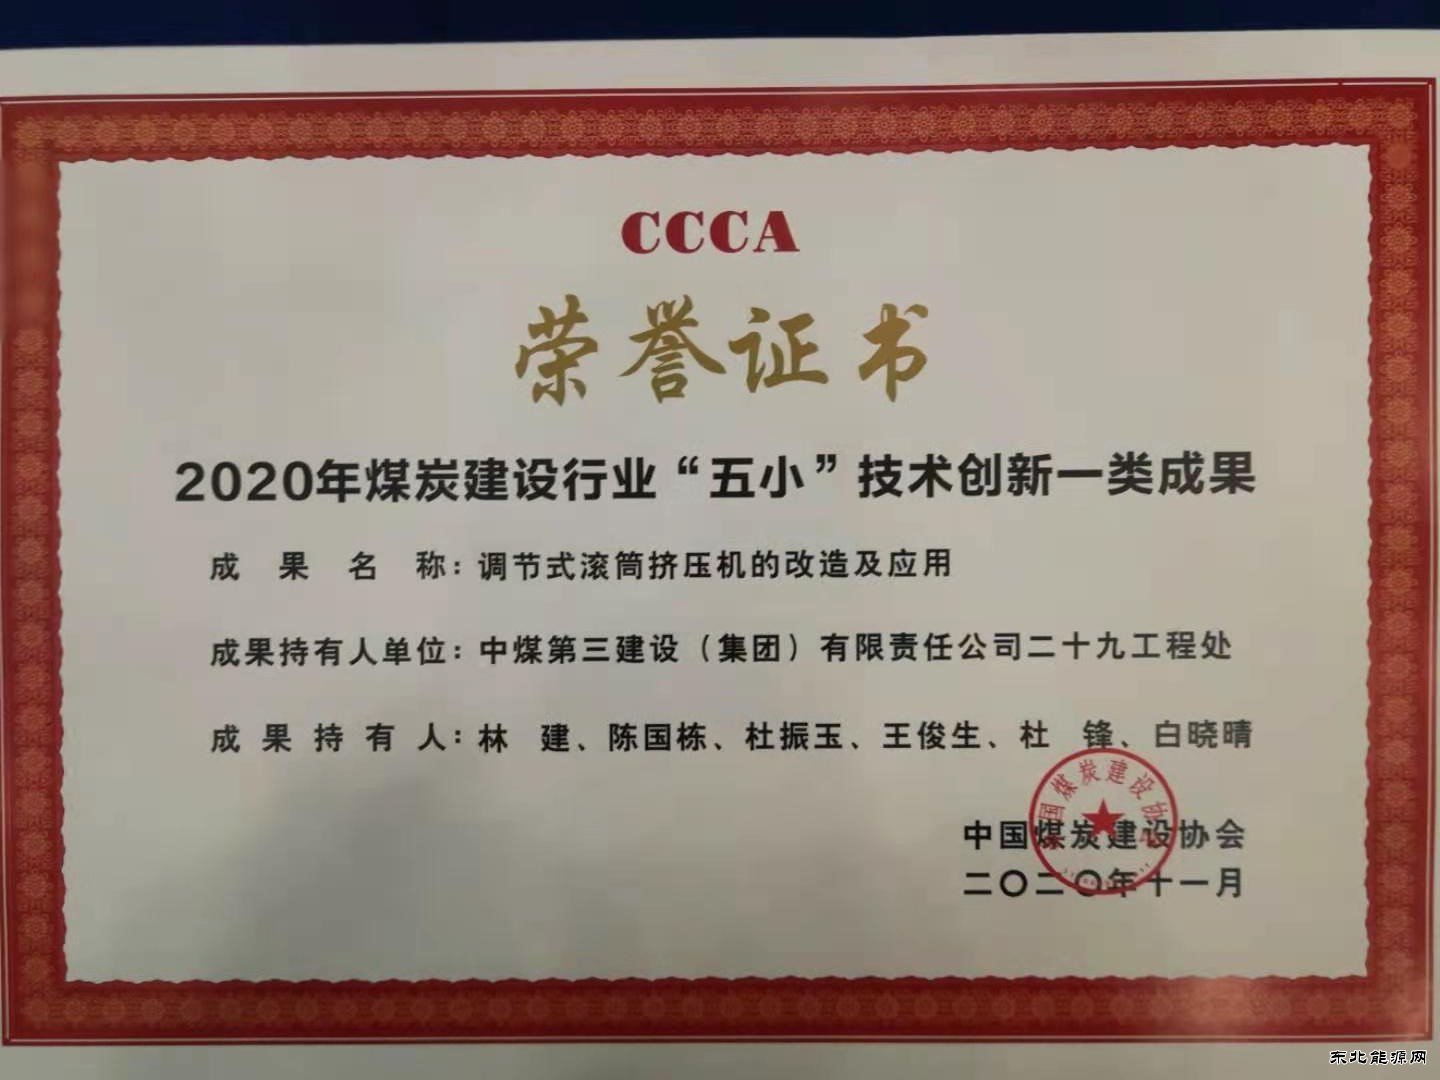 CCCA
荣誉证书
2020年煤炭建设行业“五小”技术创新一类成果
成果名称：调节式滚筒挤压机的改造及应用
成果持有人单位：中煤第三建设（集团）有限责任公司二十九工程处
成果持有人：林 建、陈国栋、杜振玉、王俊生、杜 锋、白晓晴
中国煤炭建设协会
中国煤炭建设协会
二〇二〇年十一月
东北能源网